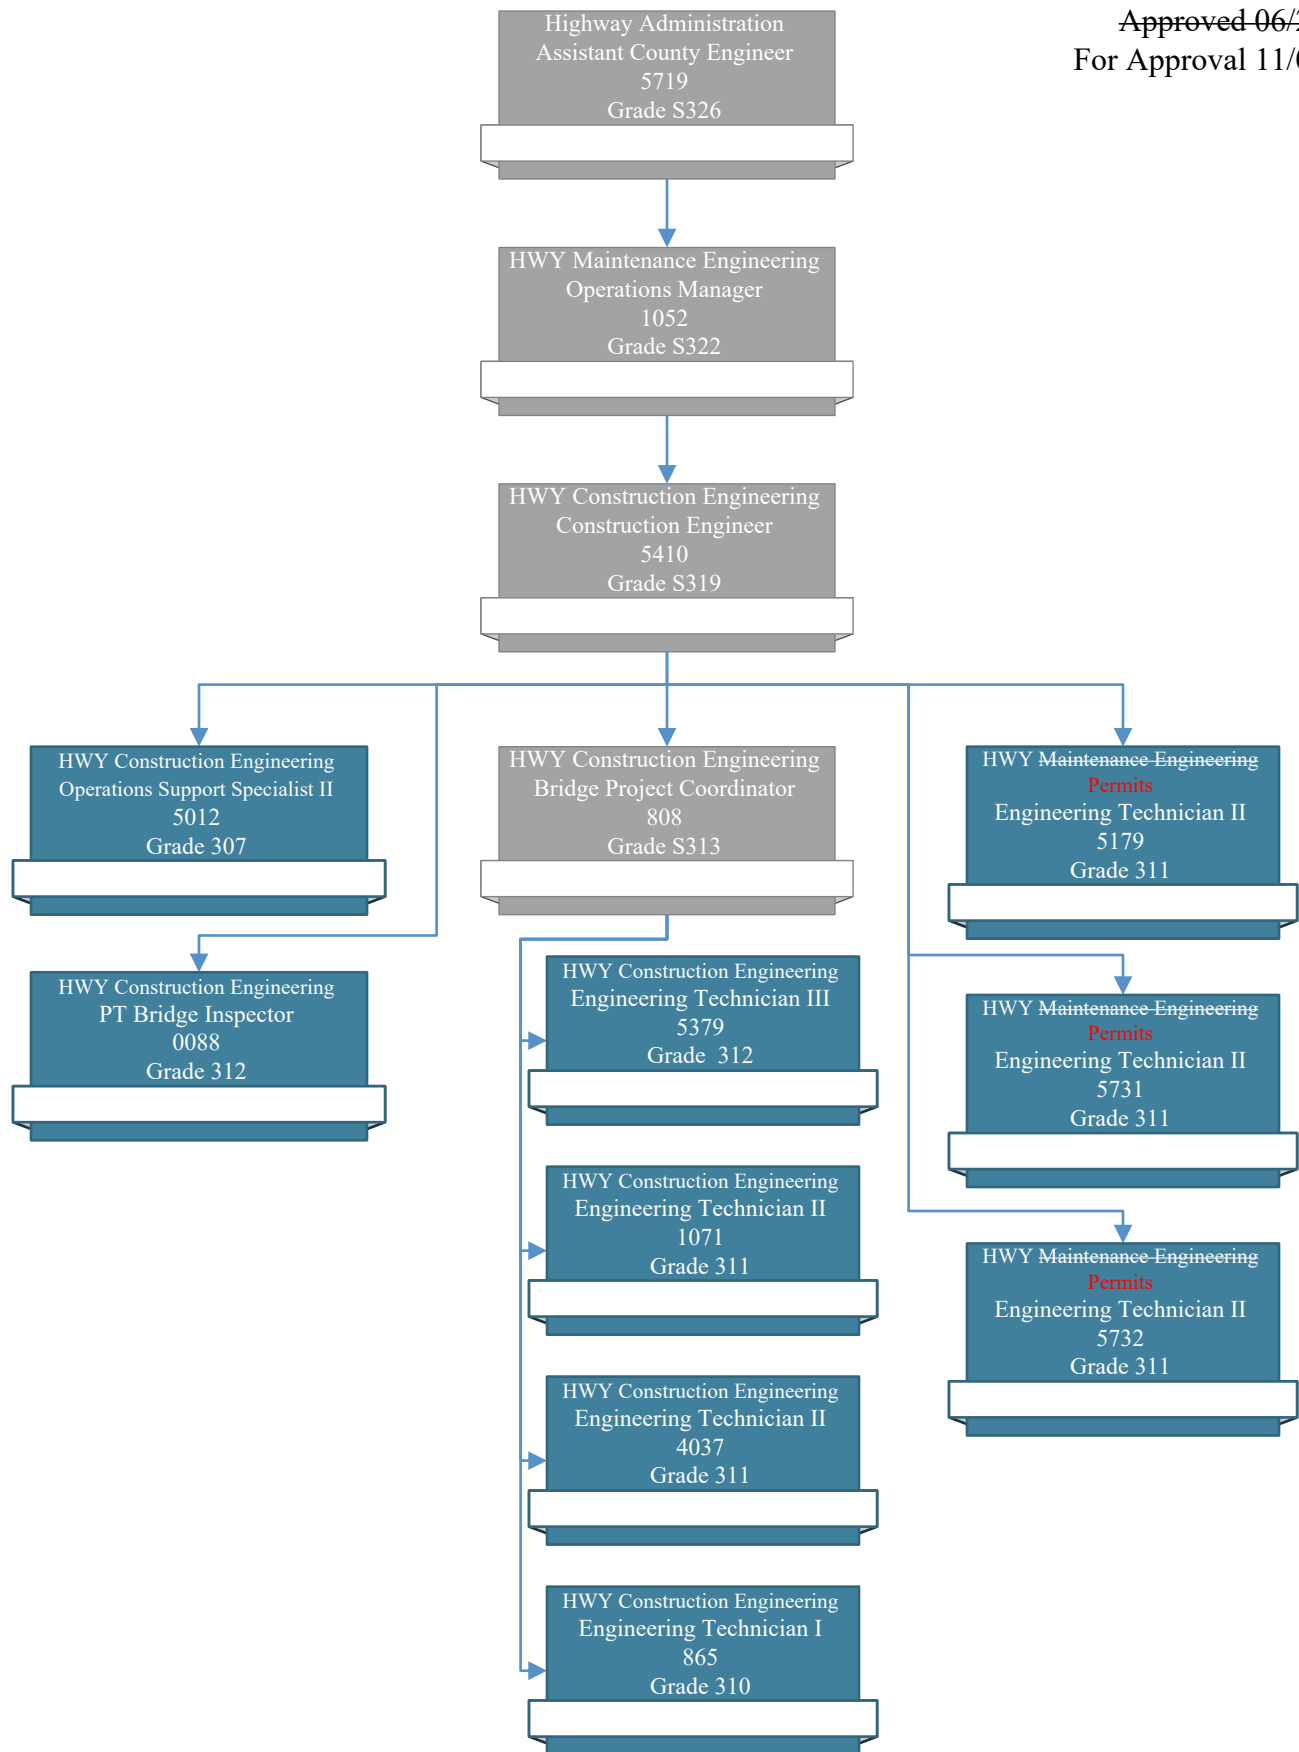 Approved 06/2
For Approval 11/0
Highway Administration
Assistant County Engineer
5719
Grade S326
HWY Maintenance Engineering
Operations Manager
1052
Grade S322
HWY Construction Engineering
Construction Engineer
5410
Grade S319
HWY Construction Engineering
Operations Support Specialist II
5012
Grade 307
HWY Construction Engineering
PT Bridge Inspector
0088
Grade 312
HWY Construction Engineering
Bridge Project Coordinator
808
Grade S313
HWY Construction Engineering
Engineering Technician III
5379
Grade 312
HWY Construction Engineering
Engineering Technician II
1071
Grade 311
HWY Construction Engineering
Engineering Technician II
4037
Grade 311
HWY Construction Engineering
Engineering Technician I
865
Grade 310
HWY Maintenance Engineering
Permits
Engineering Technician II
5179
Grade 311
HWY Maintenance Engineering
Permits
Engineering Technician II
5731
Grade 311
HWY Maintenance Engineering
Permits
Engineering Technician II
5732
Grade 311